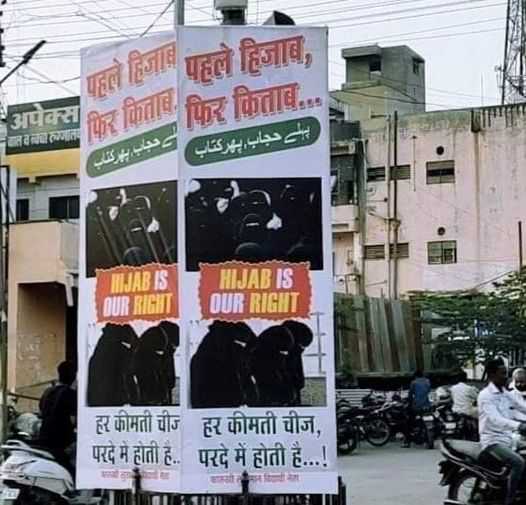 अपेक्स
बाल व
पहले हिजाब
फिर किताब
پہلے حجاب، پھر کتاب
HIJAB IS
OUR RIGHT
हर कीमती चीज
परदे में होती है..
पहले हिजाब,
फिर किताब...
پہلے حجاب، پھر کتاب
HIJAB IS
OUR RIGHT
हर कीमती चीज,
परदे में होती है...!
विद्यार्थी नेता